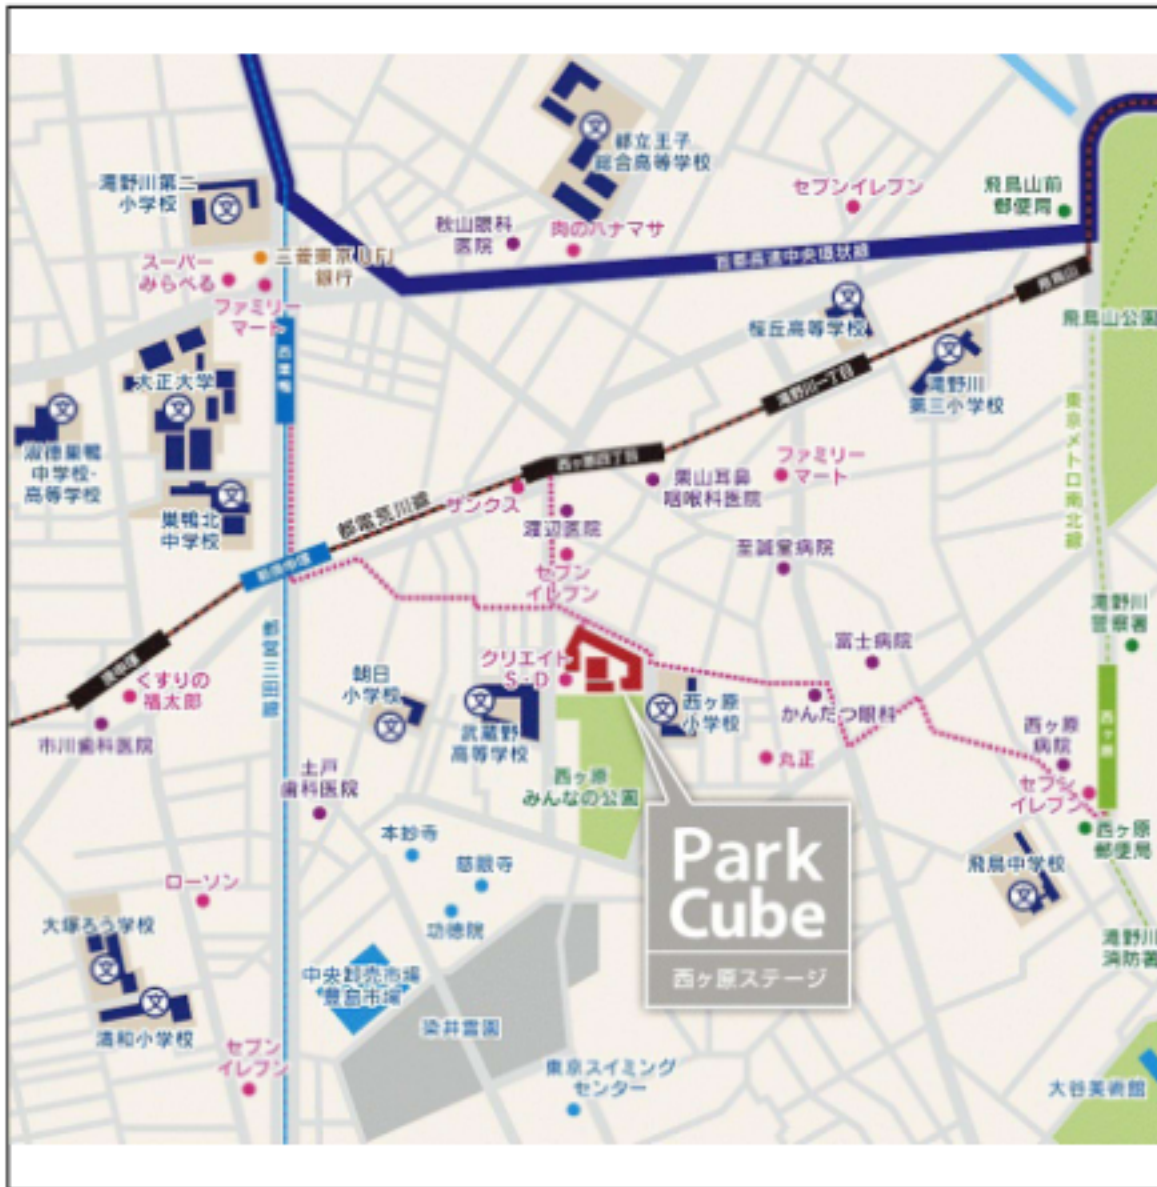 都立王子
総合高等学校
滝野川第二
小学校
セブンイレブン
飛鳥山前
郵便局
秋山眼科
医院
肉のハナマサ
三菱東京UFJ
銀行
首都高速中央環状線
飛鳥山
スーパー
みらべる
ファミリー
マート
桜丘高等学校
飛鳥山公園
西巣鴨
滝野川一丁目
滝野川
第三小学校
大正大学
東京メトロ南北線
淑徳巣鴨
中学校・
高等学校
西ヶ原四丁目
栗山耳鼻
咽喉科医院
ファミリー
マート
都電荒川線
サンクス
巣鴨北
中学校
渡辺医院
至誠堂病院
新庚申塚
セブン
イレブン
滝野川
警察署
庚申塚
都営三田線
朝日
小学校
クリエイト
S・D
富士病院
くすりの
福太郎
武蔵野
高等学校
西ヶ原
小学校
かんだつ眼科
西ヶ原
市川歯科医院
西ヶ原
病院
丸正
土戸
歯科医院
西ヶ原
みんなの公園
セブン
イレブン
西ヶ原
郵便局
本妙寺
慈眼寺
Park
Cube
西ヶ原ステージ
飛鳥中学校
ローソン
功徳院
大塚ろう学校
滝野川
消防署
中央卸売市場
豊島市場
染井霊園
清和小学校
セブン
イレブン
東京スイミング
センター
大谷美術館